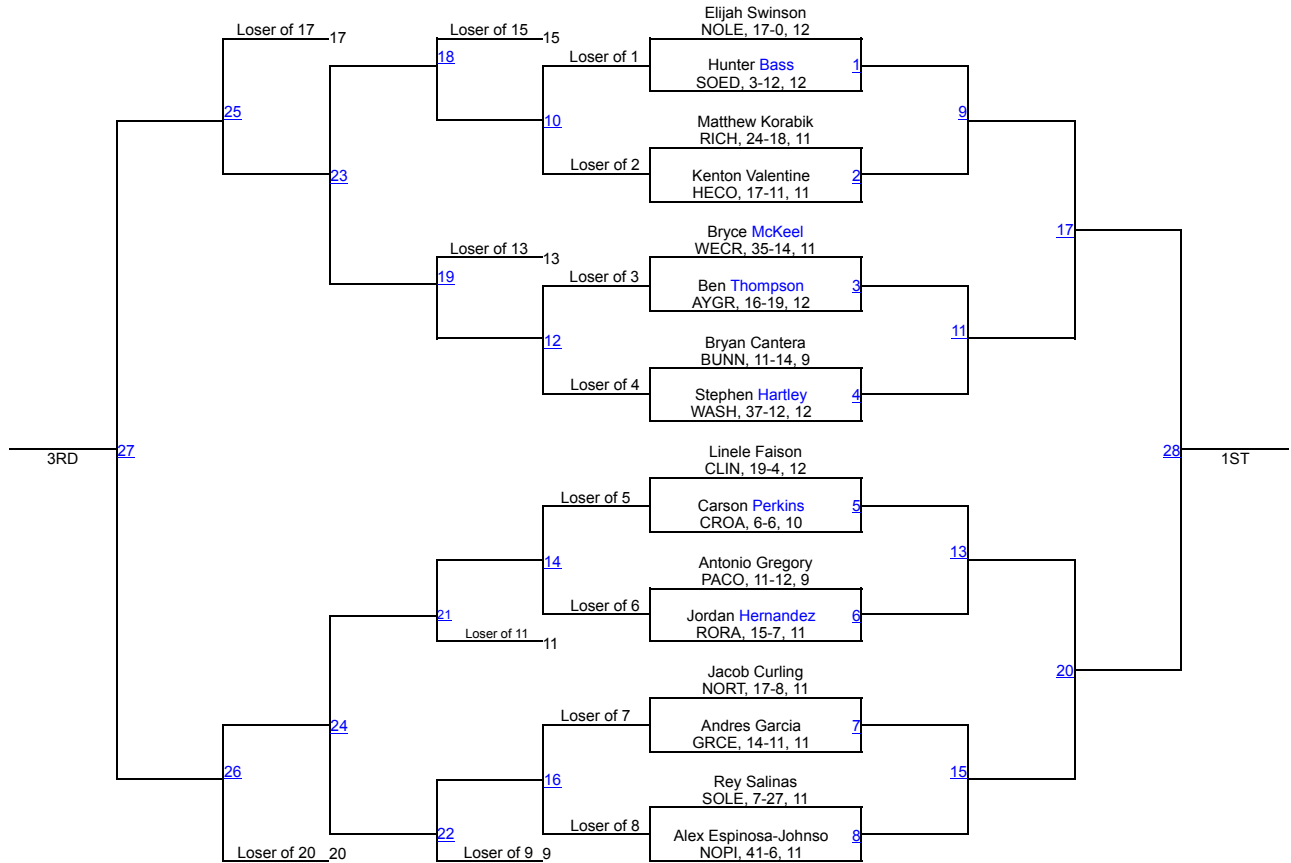 Elijah Swinson
Loser of 17 17
Loser of 15 15
NOLE, 17-0, 12
18
Loser of 1
Hunter Bass
1
SOED, 3-12, 12
25
10
9
Matthew Korabik
RICH, 24-18, 11
Loser of 2
23
Kenton Valentine
2
HECO, 17-11, 11
Bryce McKeel
17
Loser of 13 13
WECR, 35-14, 11
19
Loser of 3
Ben Thompson
3
AYGR, 16-19, 12
12
11
Bryan Cantera
BUNN, 11-14, 9
Loser of 4
Stephen Hartley
4
WASH, 37-12, 12
3RD
27
Linele Faison
28
1ST
CLIN, 19-4, 12
Loser of 5
Carson Perkins
5
CROA, 6-6, 10
14
13
Antonio Gregory
PACO, 11-12, 9
21
Loser of 6
Jordan Hernandez
6
RORA, 15-7, 11
Loser of 11 11
Jacob Curling
20
NORT, 17-8, 11
Loser of 7
24
Andres Garcia
7
GRCE, 14-11, 11
26
16
15
Rey Salinas
SOLE, 7-27, 11
Loser of 8
22
Alex Espinosa-Johnso
8
NOPI, 41-6, 11
Loser of 20 20
Loser of 9 9